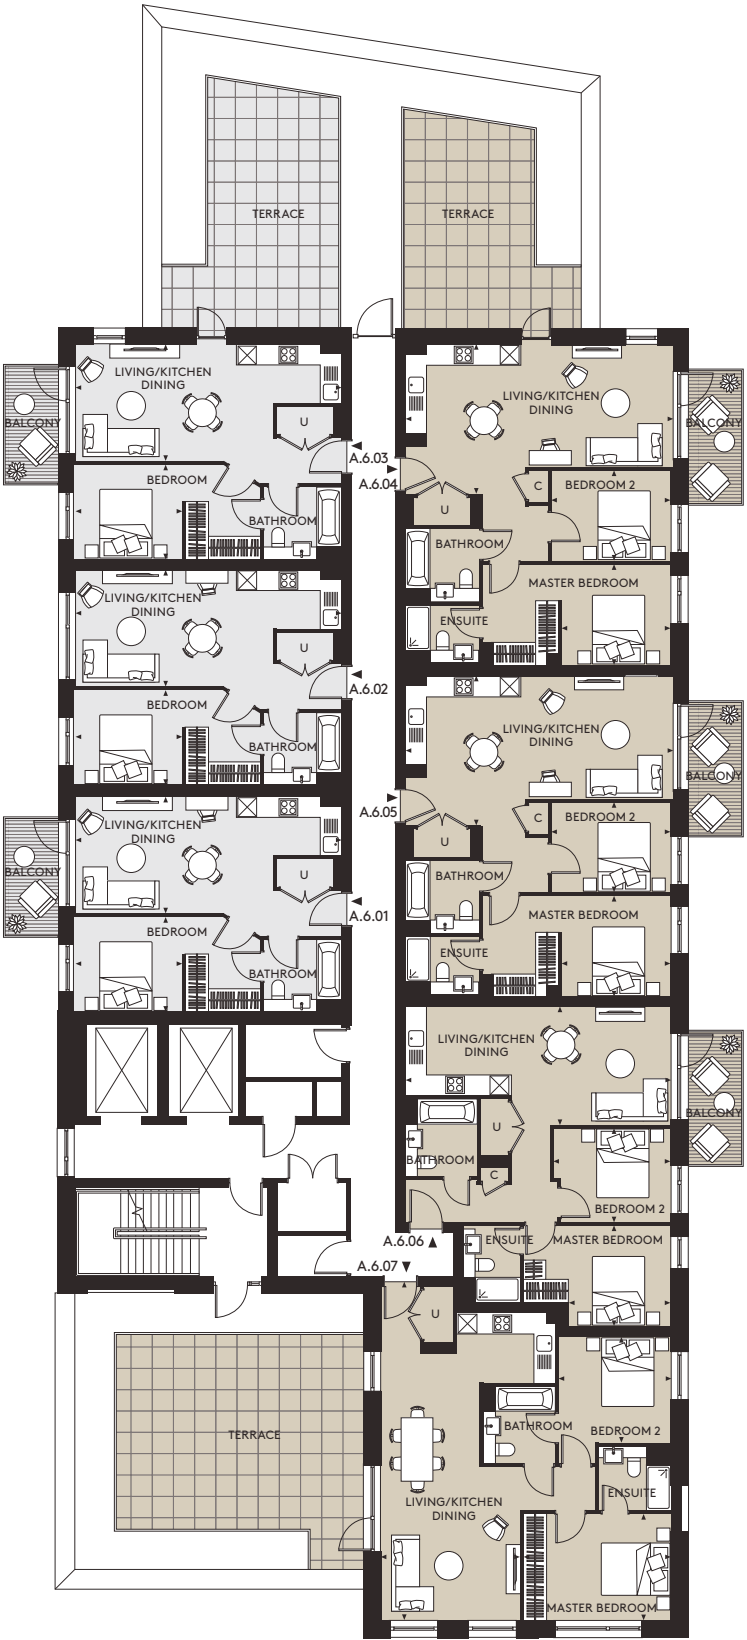 TERRACE
TERRACE
LIVING/KITCHEN
DINING
BALCONY
U
A.6.03
BEDROOM
BATHROOM
LIVING/KITCHEN
DINING
BALCONY
A.6.04
C
BEDROOM 2
U
BATHROOM
MASTER BEDROOM
ENSUITE
LIVING/KITCHEN
DINING
U
A.6.02
BEDROOM
BATHROOM
LIVING/KITCHEN
DINING
BALCONY
A.6.05
C
BEDROOM 2
U
BATHROOM
MASTER BEDROOM
ENSUITE
LIVING/KITCHEN
DINING
BALCONY
U
A.6.01
BEDROOM
BATHROOM
LIVING/KITCHEN
DINING
BALCONY
U
BATHROOM
C
BEDROOM 2
A.6.06
ENSUITE
MASTER BEDROOM
A.6.07
U
TERRACE
BATHROOM
BEDROOM 2
LIVING/KITCHEN
DINING
ENSUITE
MASTER BEDROOM